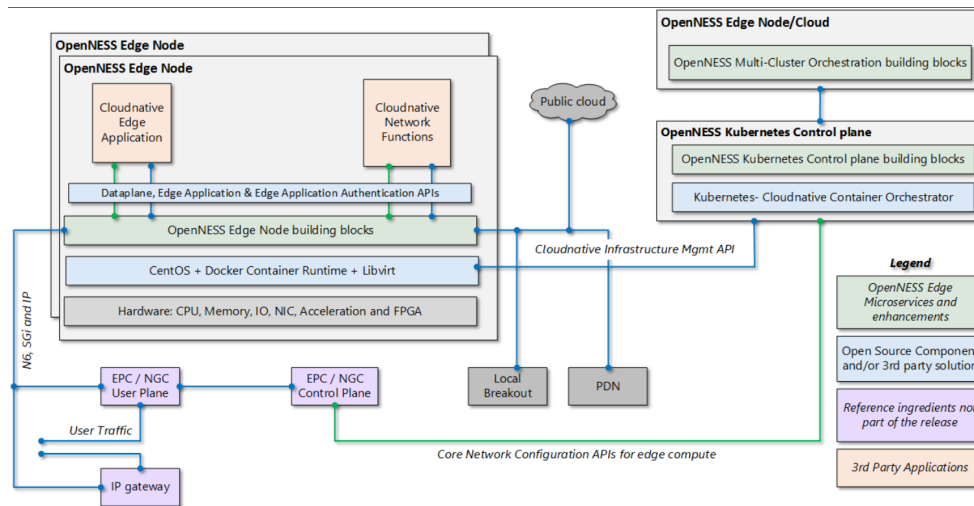 OpenNESS Edge Node
OpenNESS Edge Node
Cloudnative
Edge
Application
Cloudnative
Network
Functions
Dataplane, Edge Application & Edge Application Authentication APIs
OpenNESS Edge Node building blocks
CentOS + Docker Container Runtime + Libvirt
Hardware: CPU, Memory, IO, NIC, Acceleration and FPGA
Public cloud
OpenNESS Edge Node/Cloud
OpenNESS Multi-Cluster Orchestration building blocks
OpenNESS Kubernetes Control plane
OpenNESS Kubernetes Control plane building blocks
Kubernetes- Cloudnative Container Orchestrator
Cloudnative Infrastructure Mgmt API
N6, SGi and IP
EPC / NGC
User Plane
EPC / NGC
Control Plane
Local
Breakout
PDN
User Traffic
IP gateway
Core Network Configuration APIs for edge compute
Legend
OpenNESS Edge
Microservices and
enhancements
Open Source Componen
and/or 3rd party solution
Reference ingredients not
part of the release
3rd Party Applications